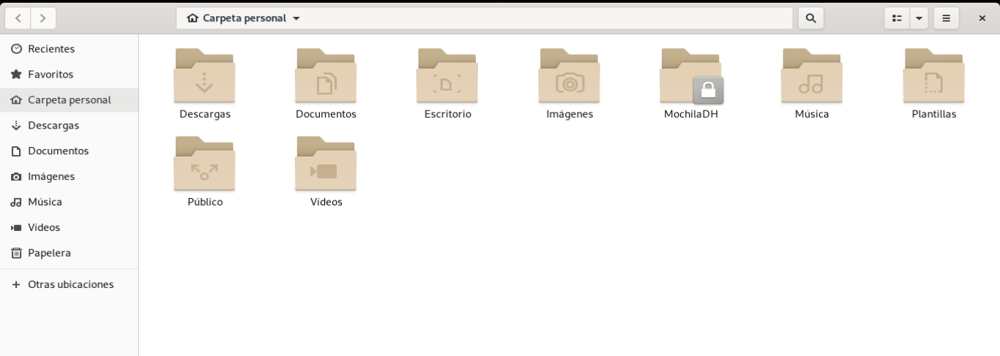 Carpeta personal
Recientes
Favoritos
Carpeta personal
Descargas
Documentos
Imágenes
Música
Vídeos
Papelera
Otras ubicaciones
Descargas Documentos Escritorio Imágenes MochilaDH Música Plantillas
Público Vídeos